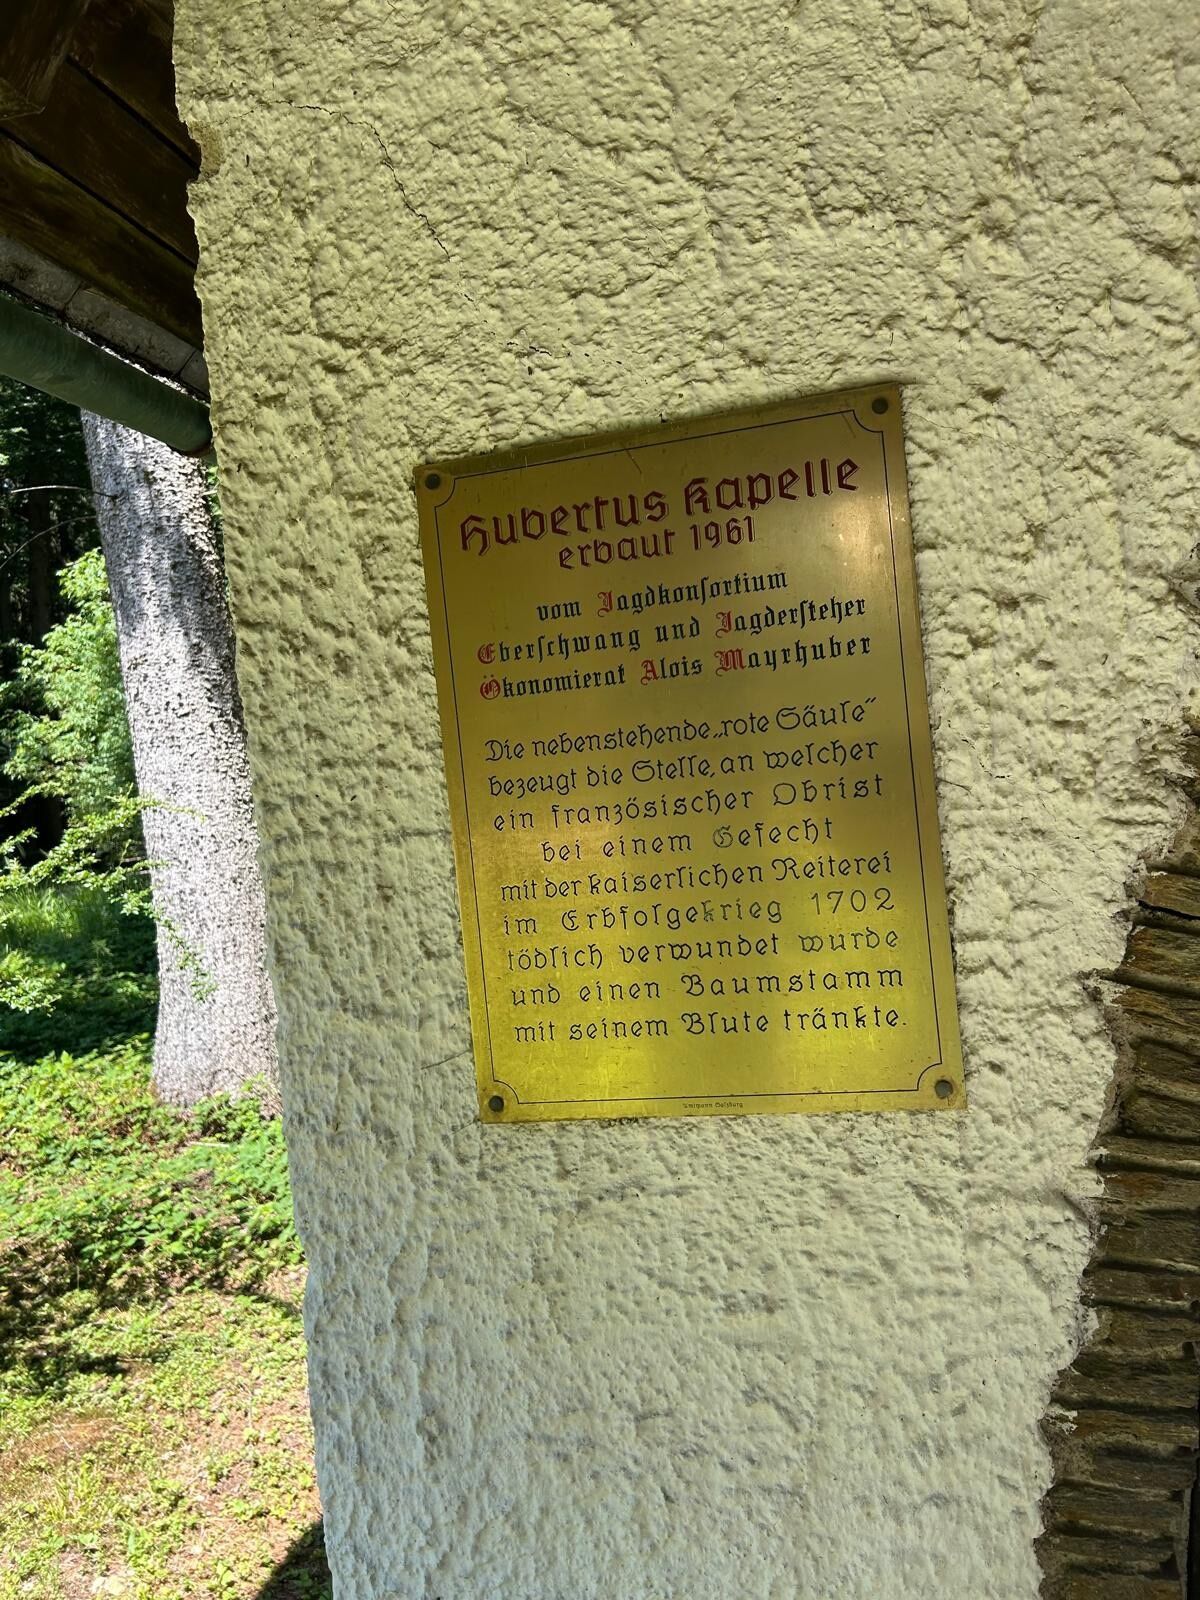 Hubertus Kapelle
erbaut 1961
vom Jagdkonsortium
Eberschwang und Jagdersteher
Ökonomierat Alois Mayrhuber
Die nebenstehende „rote Säule“
bezeugt die Stelle, an welcher
ein französischer Obrist
bei einem Gefecht
mit der kaiserlichen Reiterei
im Erbfolgekrieg 1702
tödlich verwundet wurde
und einen Baumstamm
mit seinem Blute tränkte.
Salzburg